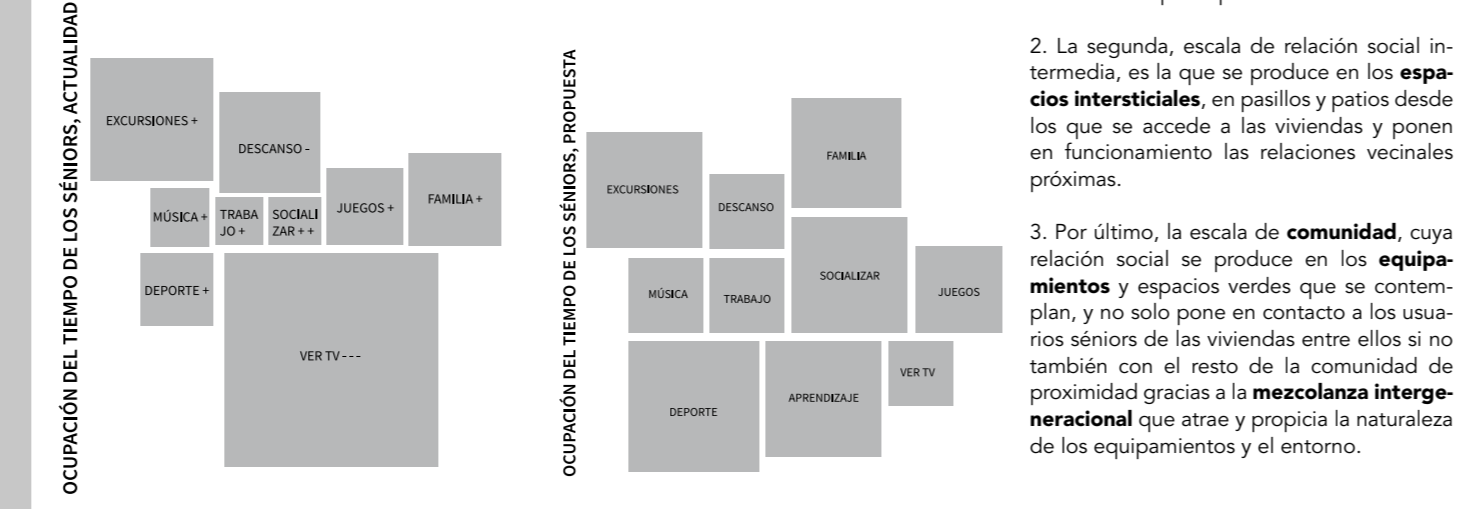 OCUPACIÓN DEL TIEMPO DE LOS SÉNIORS, ACTUALIDAD
EXCURSIONES +
DESCANSO -
MÚSICA +
TRABA
JO +
SOCIALI
ZAR + +
JUEGOS +
FAMILIA +
DEPORTE +
VER TV - - -
OCUPACIÓN DEL TIEMPO DE LOS SÉNIORS, PROPUESTA
EXCURSIONES
DESCANSO
FAMILIA
MÚSICA
TRABAJO
SOCIALIZAR
JUEGOS
DEPORTE
APRENDIZAJE
VER TV
2. La segunda, escala de relación social in-
termedia, es la que se produce en los espa-
cios intersticiales, en pasillos y patios desde
los que se accede a las viviendas y ponen
en funcionamiento las relaciones vecinales
próximas.
3. Por último, la escala de comunidad, cuya
relación social se produce en los equipa-
mientos y espacios verdes que se contem-
plan, y no solo pone en contacto a los usua-
rios séniors de las viviendas entre ellos si no
también con el resto de la comunidad de
proximidad gracias a la mezcolanza interge-
neracional que atrae y propicia la naturaleza
de los equipamientos y el entorno.